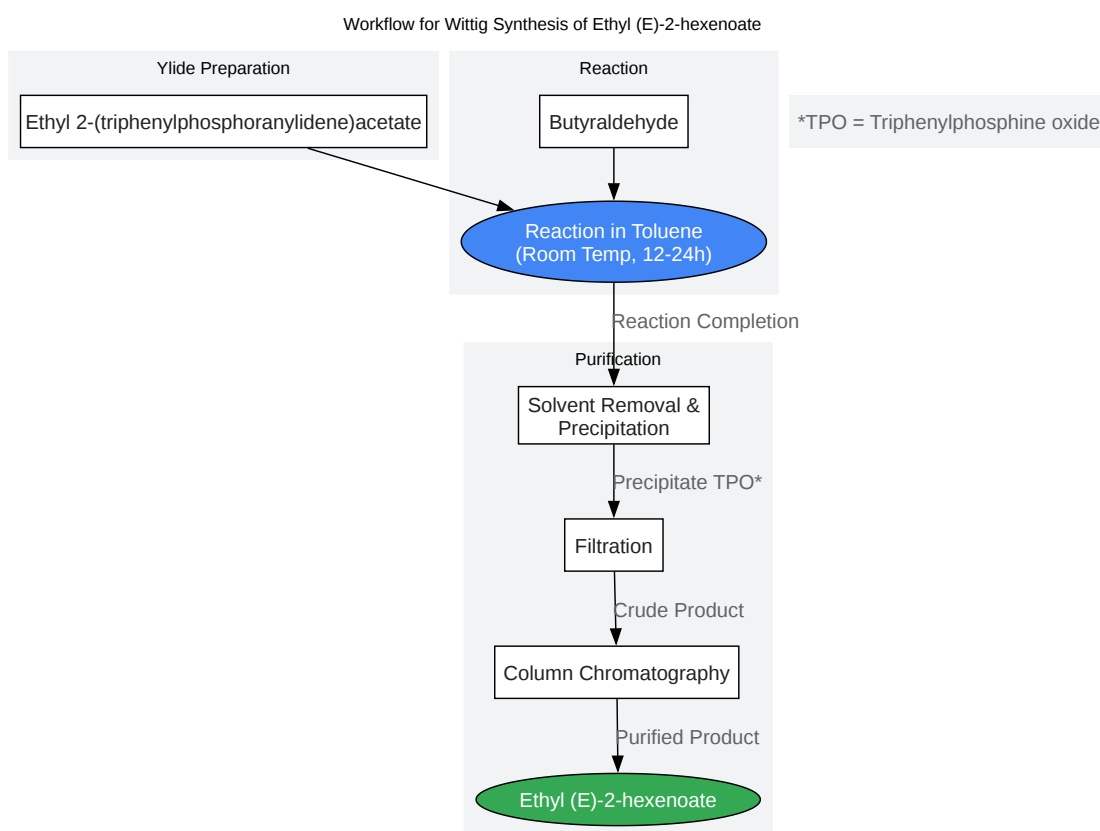 Workflow for Wittig Synthesis of Ethyl (E)-2-hexenoate
Ylide Preparation
Ethyl 2-(triphenylphosphoranylidene)acetate
Reaction
Butyraldehyde
*TPO = Triphenylphosphine oxide
Reaction in Toluene
(Room Temp, 12-24h)
Reaction Completion
Purification
Solvent Removal &
Precipitation
Precipitate TPO*
Filtration
Crude Product
Column Chromatography
Purified Product
Ethyl (E)-2-hexenoate